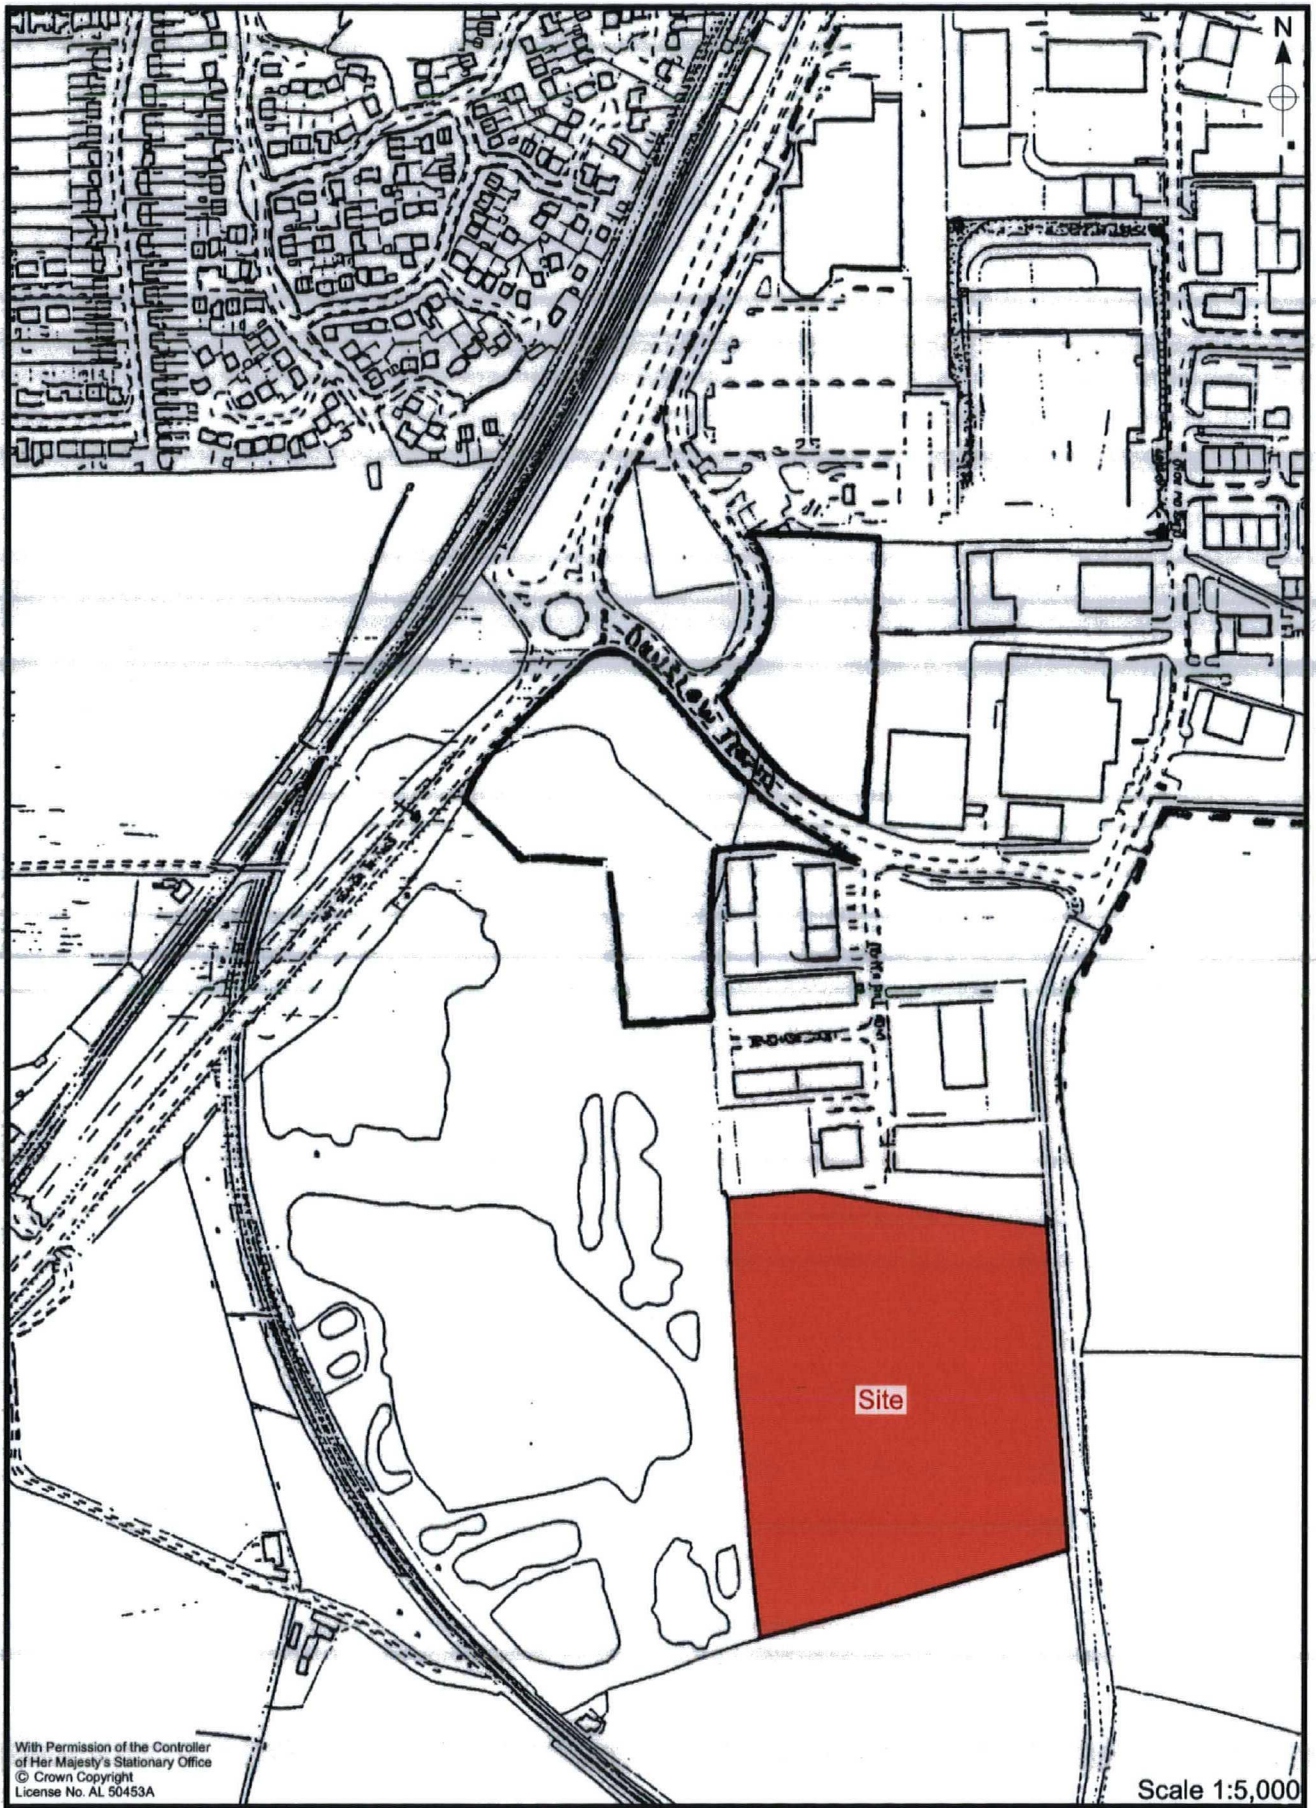 N
Site
With Permission of the Controller
of Her Majesty's Stationary Office
© Crown Copyright
License No. AL 50453A
Scale 1:5,000